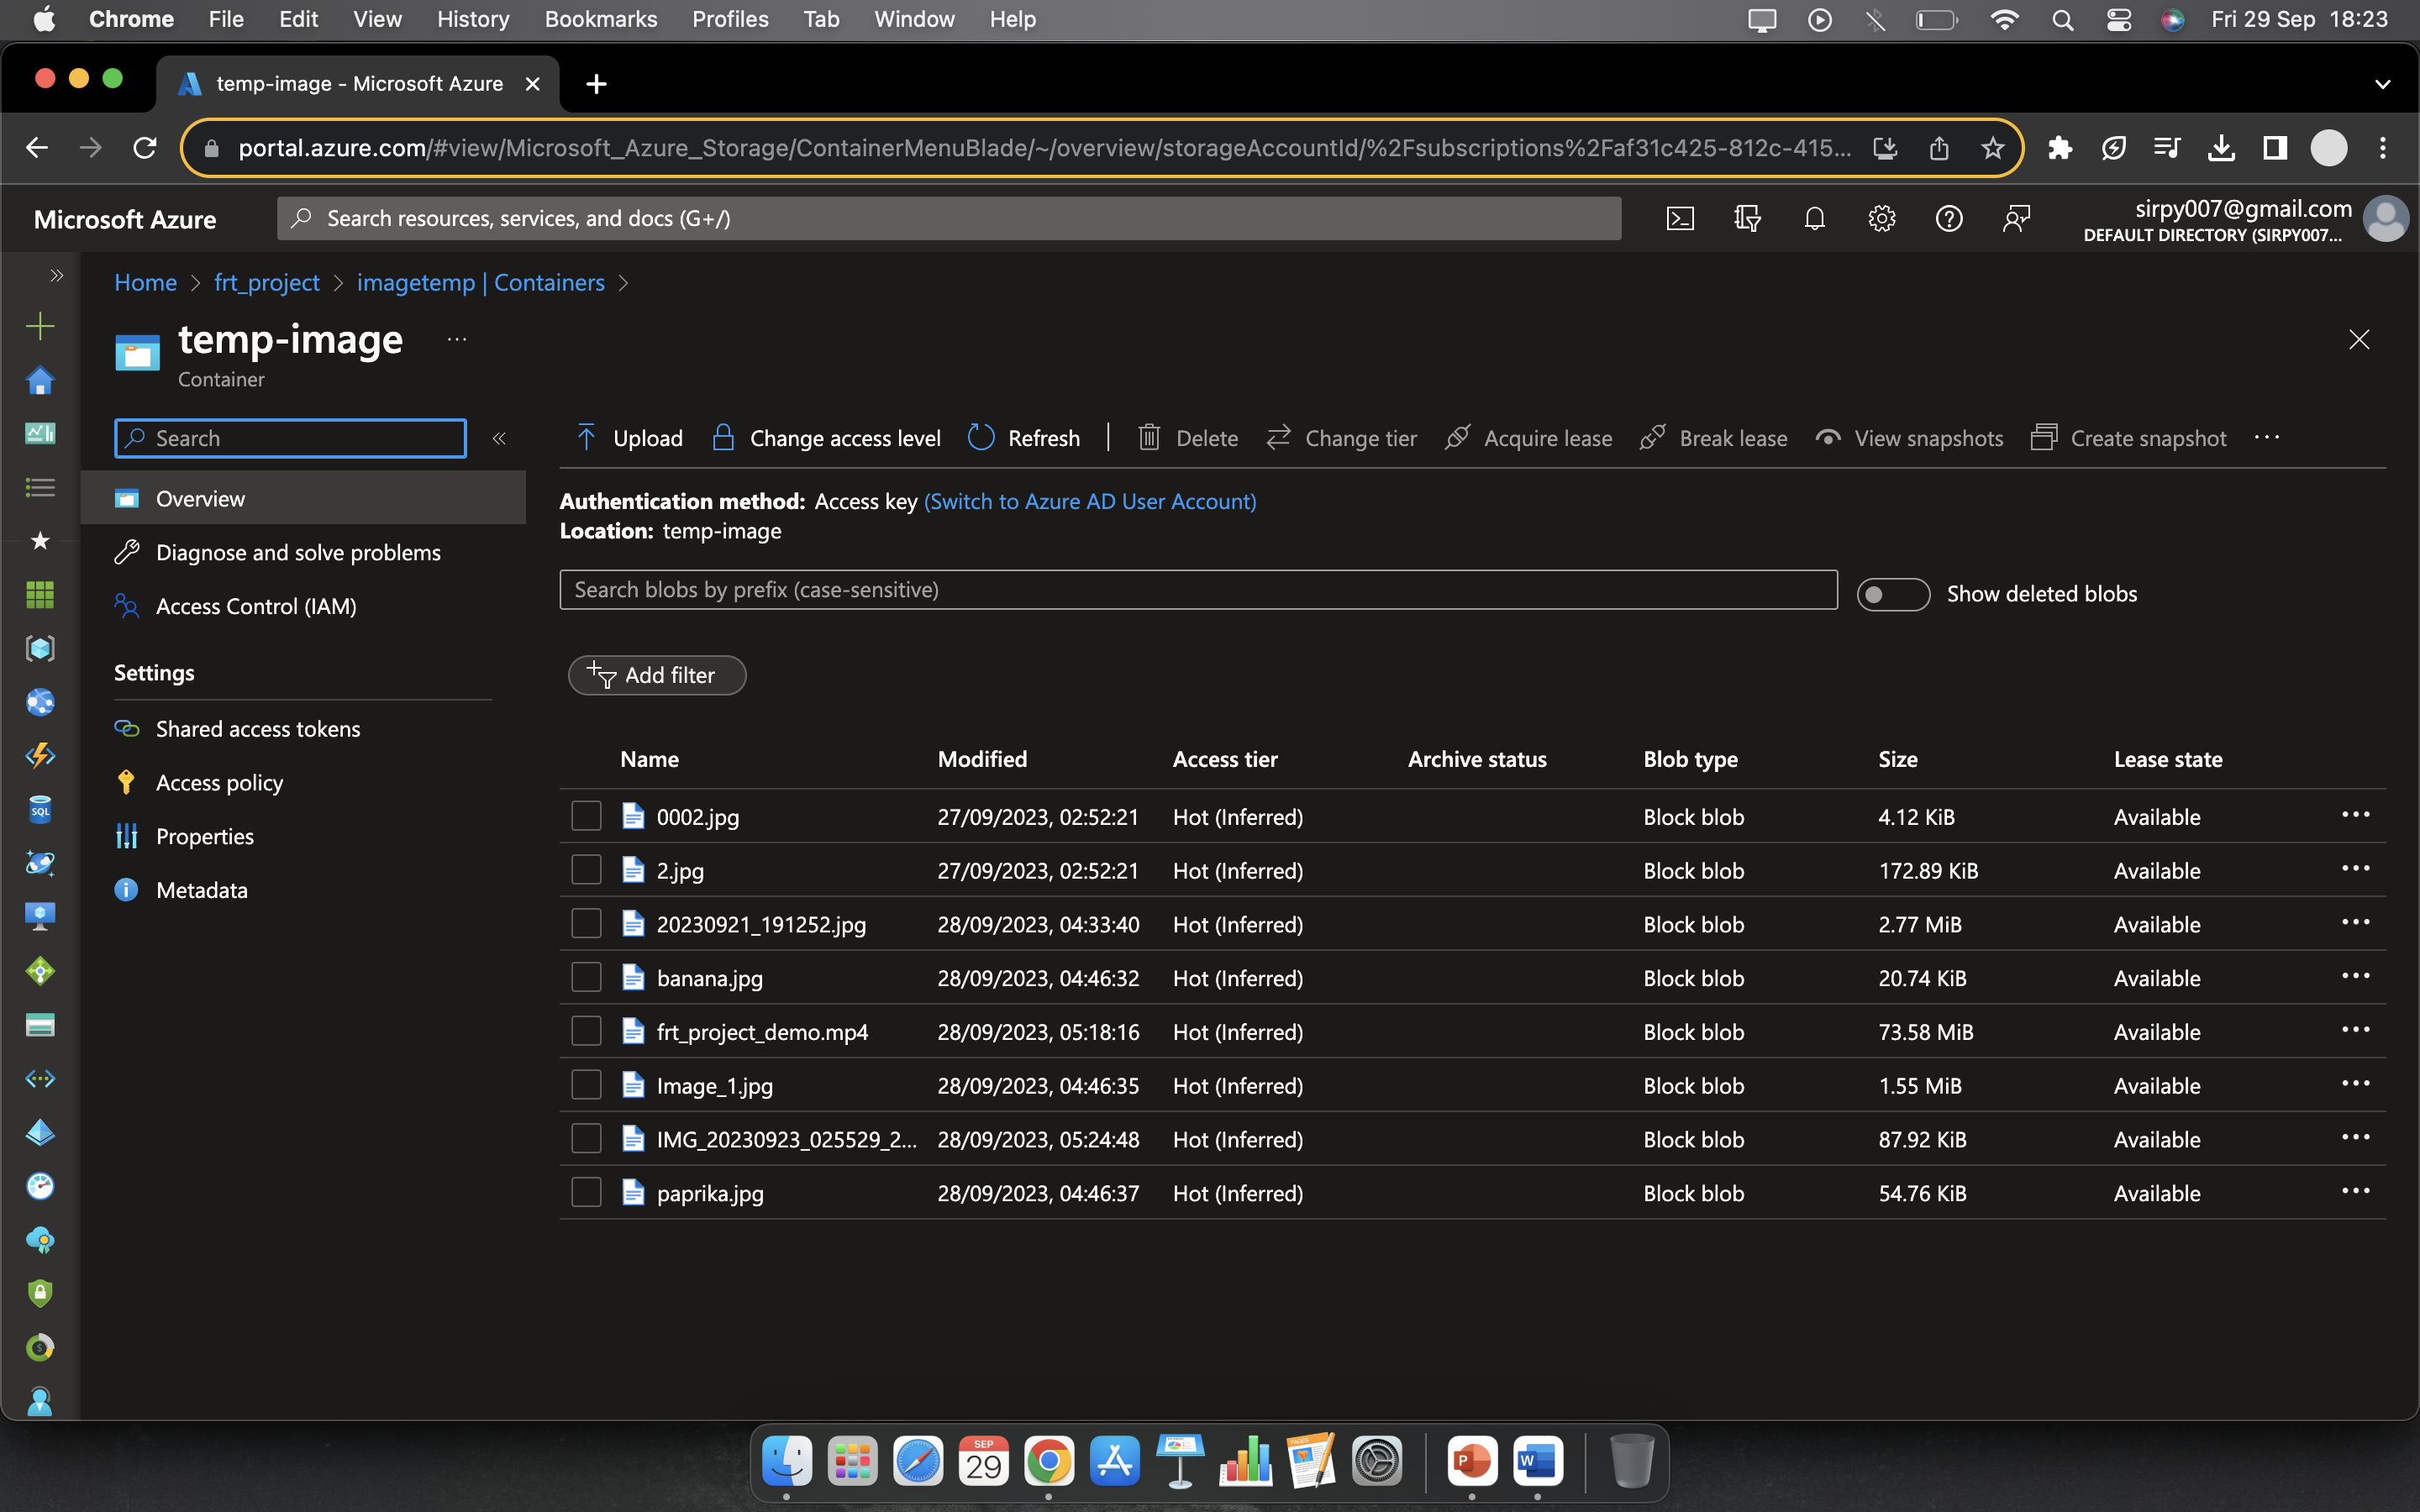 Chrome File Edit View History Bookmarks Profiles Tab Window Help Fri 29 Sep 18:23
temp-image - Microsoft Azure
portal.azure.com/#view/Microsoft_Azure_Storage/ContainerMenuBlade/~/overview/storageAccountId/%2Fsubscriptions%2Faf31c425-812c-415...
Microsoft Azure
Search resources, services, and docs (G+/)
sirpy007@gmail.com
DEFAULT DIRECTORY (SIRPY007...
Home > frt_project > imagetemp | Containers >
temp-image ...
Container
Search
Upload Change access level Refresh | Delete Change tier Acquire lease Break lease View snapshots Create snapshot ...
Overview
Diagnose and solve problems
Access Control (IAM)
Settings
Shared access tokens
Access policy
Properties
Metadata
Authentication method: Access key (Switch to Azure AD User Account)
Location: temp-image
Search blobs by prefix (case-sensitive)
Show deleted blobs
Add filter
Name Modified Access tier Archive status Blob type Size Lease state
0002.jpg 27/09/2023, 02:52:21 Hot (Inferred) Block blob 4.12 KiB Available
2.jpg 27/09/2023, 02:52:21 Hot (Inferred) Block blob 172.89 KiB Available
20230921_191252.jpg 28/09/2023, 04:33:40 Hot (Inferred) Block blob 2.77 MiB Available
banana.jpg 28/09/2023, 04:46:32 Hot (Inferred) Block blob 20.74 KiB Available
frt_project_demo.mp4 28/09/2023, 05:18:16 Hot (Inferred) Block blob 73.58 MiB Available
Image_1.jpg 28/09/2023, 04:46:35 Hot (Inferred) Block blob 1.55 MiB Available
IMG_20230923_025529_2... 28/09/2023, 05:24:48 Hot (Inferred) Block blob 87.92 KiB Available
paprika.jpg 28/09/2023, 04:46:37 Hot (Inferred) Block blob 54.76 KiB Available
SQL
SEP
29
P
W